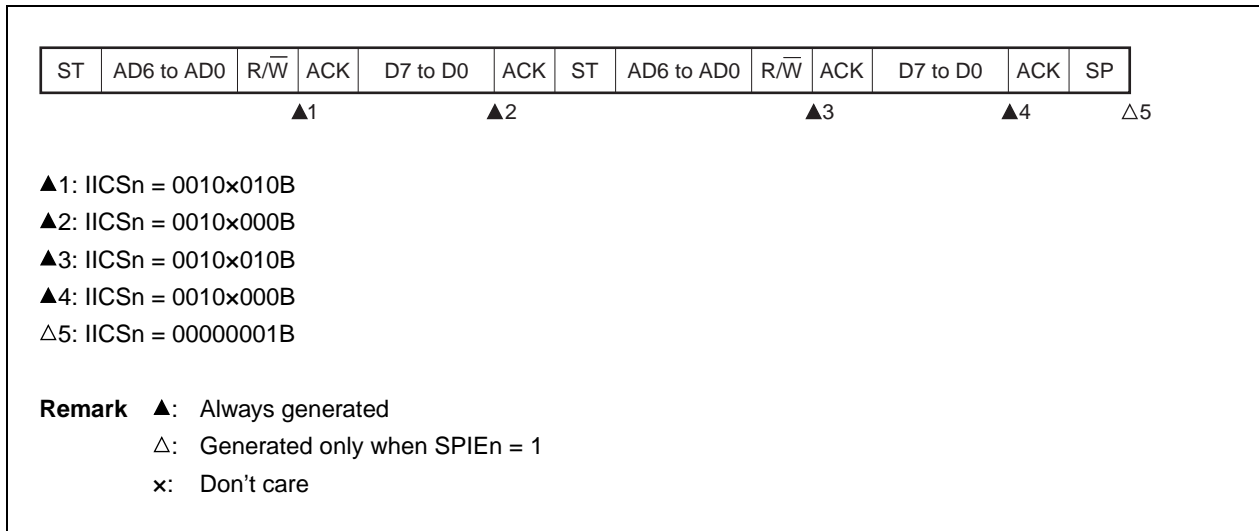 ST AD6 to AD0 R/W̅ ACK D7 to D0 ACK ST AD6 to AD0 R/W̅ ACK D7 to D0 ACK SP
▲1 ▲2 ▲3 ▲4 △5
▲1: IICSn = 0010×010B
▲2: IICSn = 0010×000B
▲3: IICSn = 0010×010B
▲4: IICSn = 0010×000B
△5: IICSn = 00000001B
Remark ▲: Always generated
△: Generated only when SPIEn = 1
×: Don't care